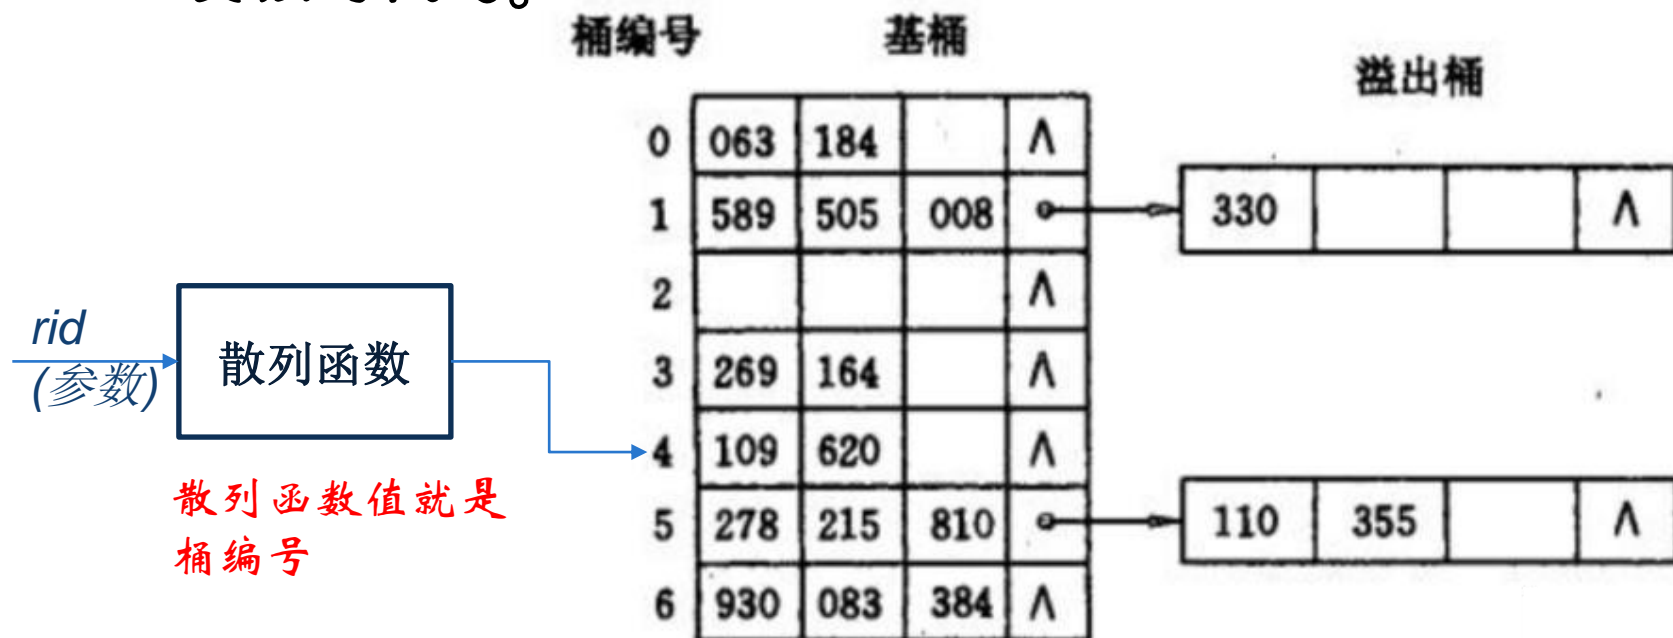 桶编号 基桶
溢出桶
0 063 184 Λ
1 589 505 008 330 Λ
2 Λ
rid
(参数)
散列函数
3 269 164 Λ
4 109 620 Λ
散列函数值就是
桶编号
5 278 215 810 110 355 Λ
6 930 083 384 Λ